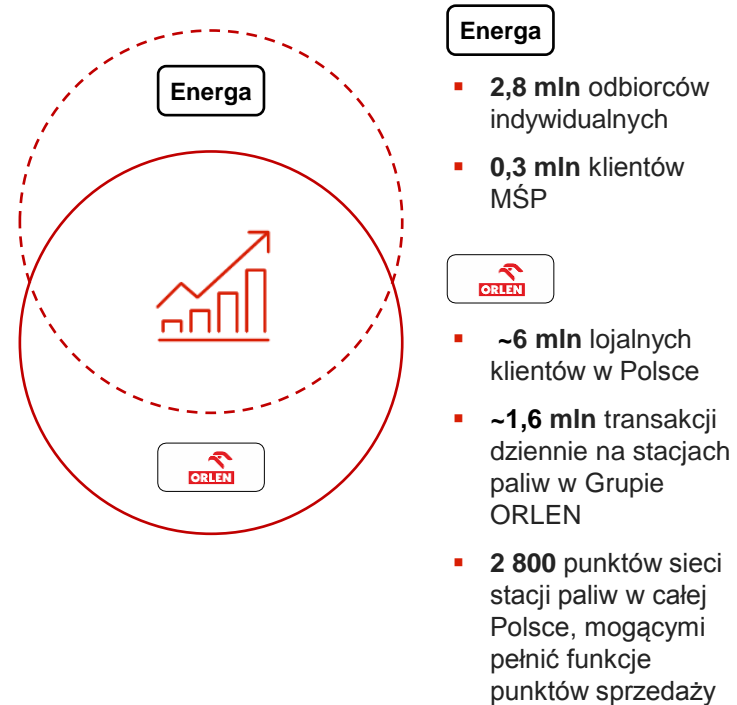 Energa
ORLEN
Energa
2,8 mln odbiorców
indywidualnych
0,3 mln klientów
MŚP
ORLEN
~6 mln lojalnych
klientów w Polsce
~1,6 mln transakcji
dziennie na stacjach
paliw w Grupie
ORLEN
2 800 punktów sieci
stacji paliw w całej
Polsce, mogącymi
pełnić funkcje
punktów sprzedaży